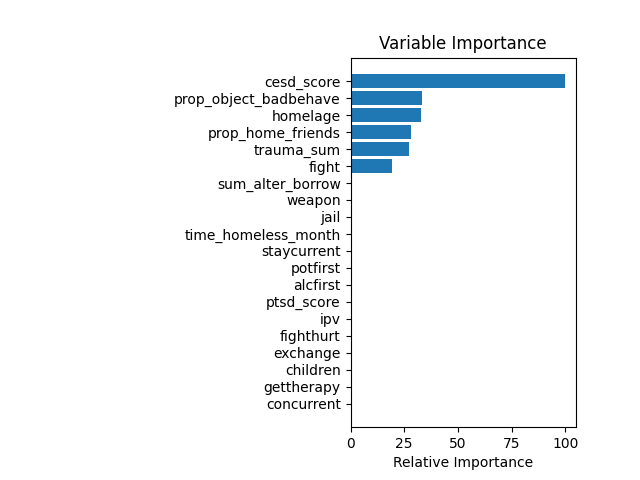 Variable Importance
cesd_score
prop_object_badbehave
homelage
prop_home_friends
trauma_sum
fight
sum_alter_borrow
weapon
jail
time_homeless_month
staycurrent
potfirst
alcfirst
ptsd_score
ipv
fighthurt
exchange
children
gettherapy
concurrent
0 25 50 75 100
Relative Importance